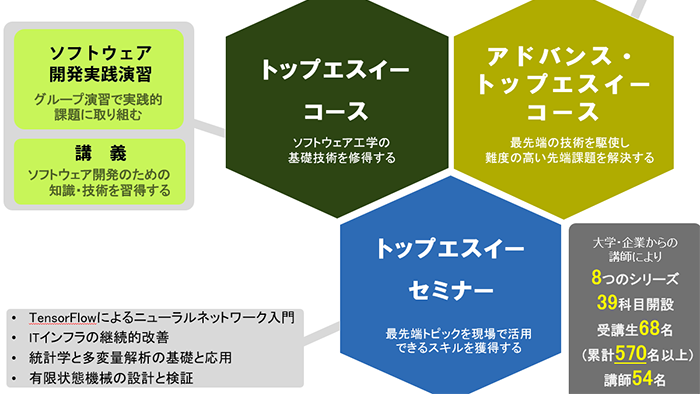 ソフトウェア
開発実践演習
グループ演習で実践的
課題に取り組む
講　義
ソフトウェア開発のための
知識・技術を習得する
トップエスイー
コース
ソフトウェア工学の
基礎技術を修得する
アドバンス・
トップエスイー
コース
最先端の技術を駆使し
難度の高い先端課題を解決する
トップエスイー
セミナー
最先端トピックを現場で活用
できるスキルを獲得する
• TensorFlowによるニューラルネットワーク入門
• ITインフラの継続的改善
• 統計学と多変量解析の基礎と応用
• 有限状態機械の設計と検証
大学・企業からの
講師により
8つのシリーズ
39科目開設
受講生68名
（累計570名以上）
講師54名